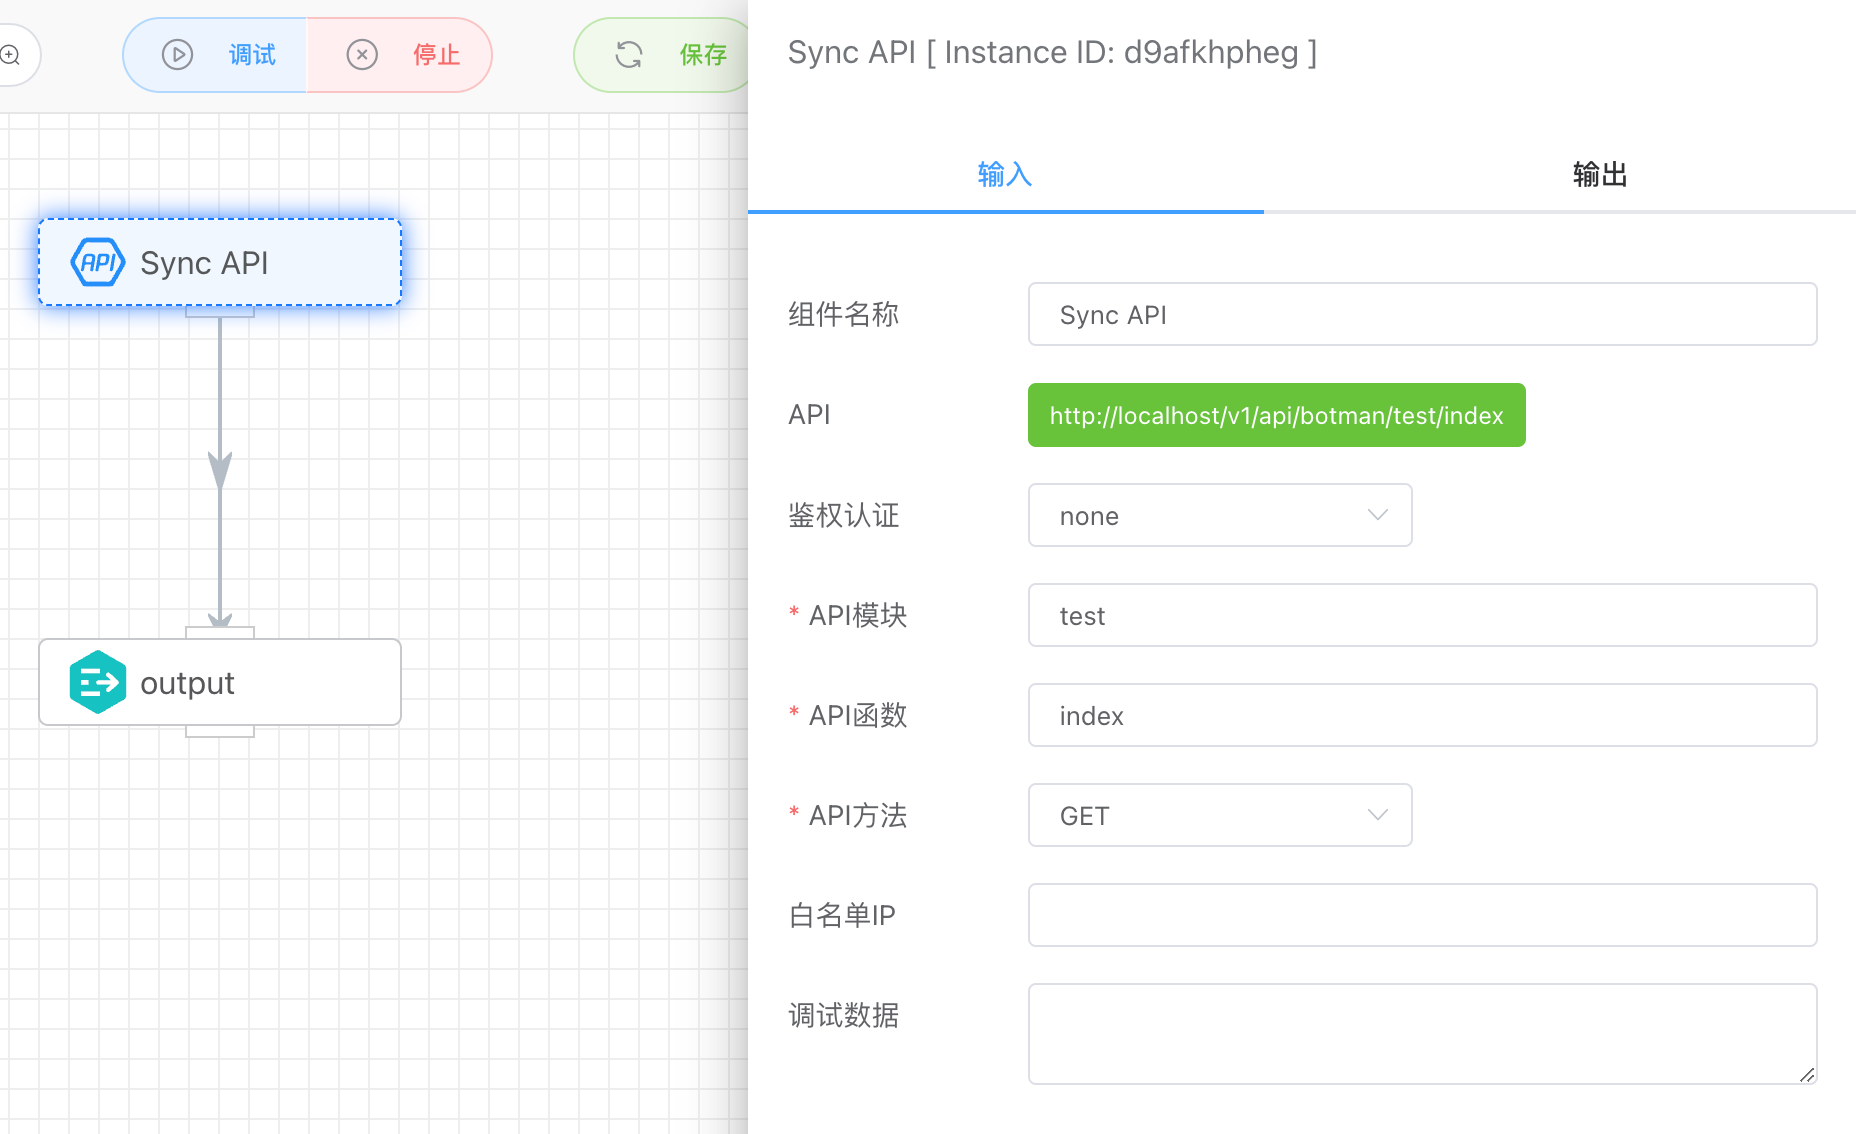 调试
停止
保存
Sync API
output
Sync API [ Instance ID: d9afkhpheg ]
输入
输出
组件名称
Sync API
API
http://localhost/v1/api/botman/test/index
鉴权认证
none
* API模块
test
* API函数
index
* API方法
GET
白名单IP
调试数据